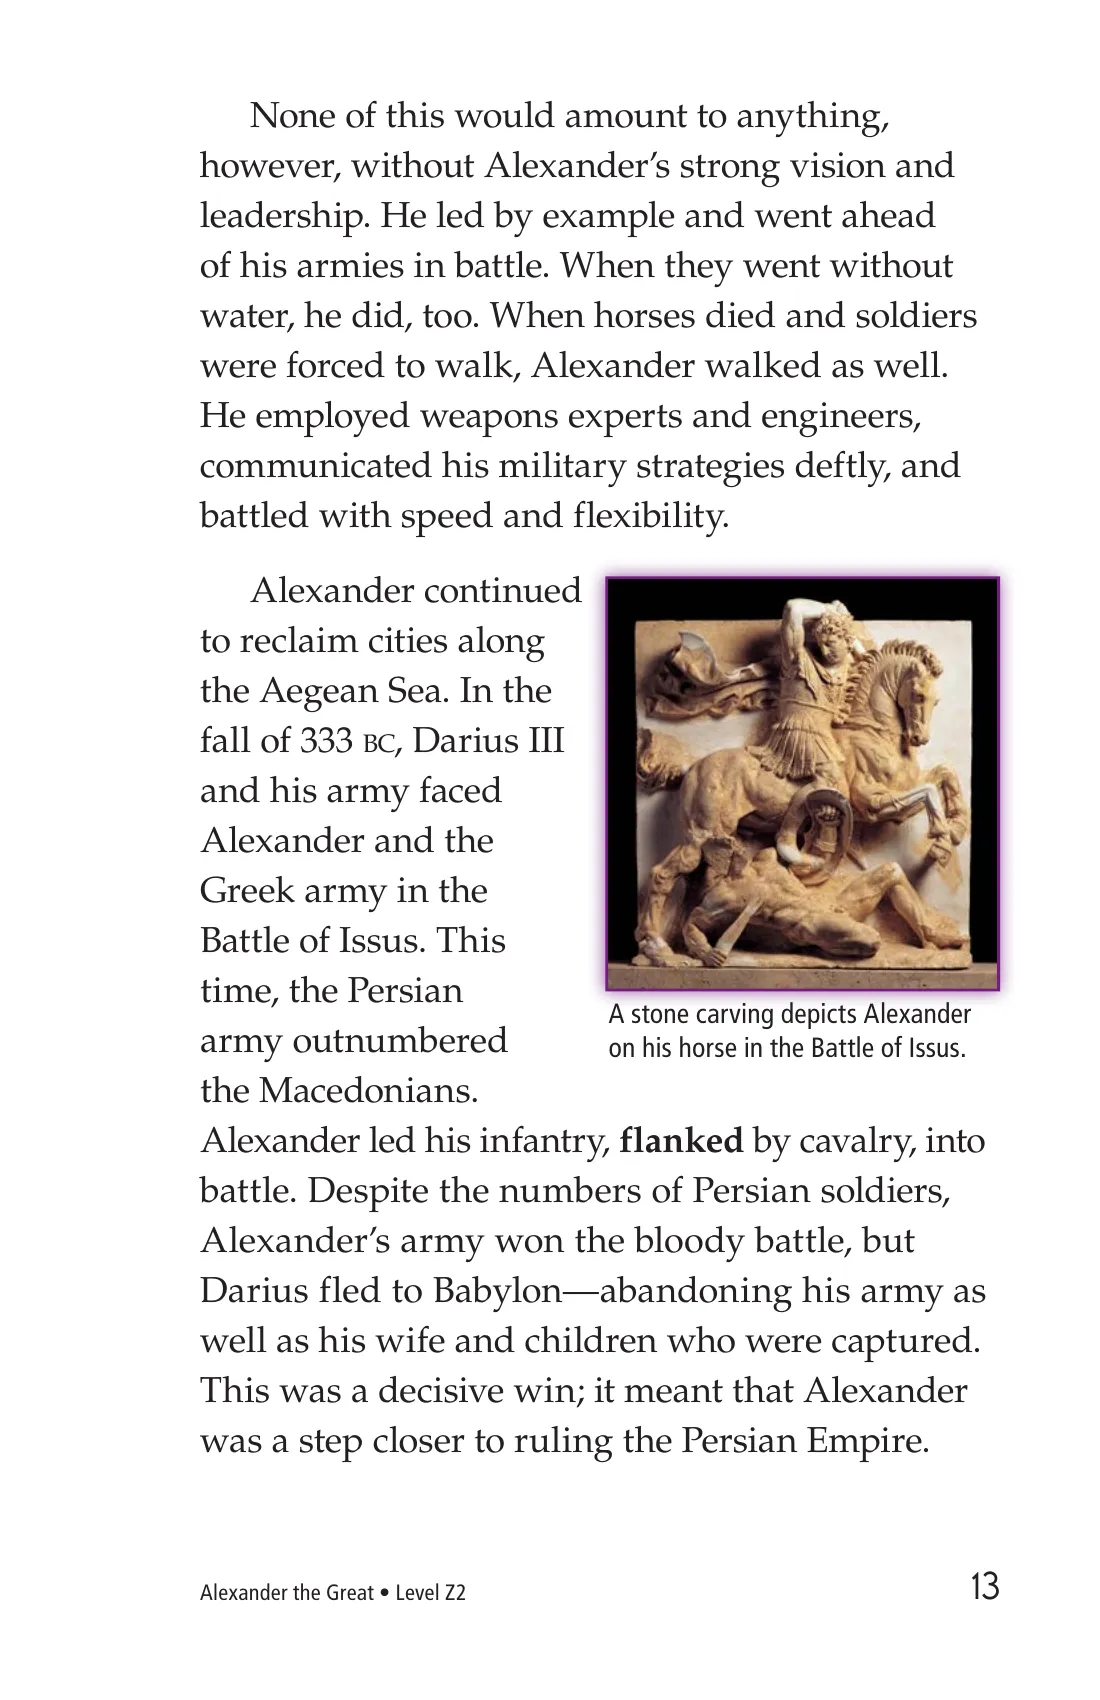 None of this would amount to anything,
however, without Alexander’s strong vision and
leadership. He led by example and went ahead
of his armies in battle. When they went without
water, he did, too. When horses died and soldiers
were forced to walk, Alexander walked as well.
He employed weapons experts and engineers,
communicated his military strategies deftly, and
battled with speed and flexibility.
Alexander continued
to reclaim cities along
the Aegean Sea. In the
fall of 333 BC, Darius III
and his army faced
Alexander and the
Greek army in the
Battle of Issus. This
time, the Persian
army outnumbered
the Macedonians.
Alexander led his infantry, flanked by cavalry, into
battle. Despite the numbers of Persian soldiers,
Alexander’s army won the bloody battle, but
Darius fled to Babylon—abandoning his army as
well as his wife and children who were captured.
This was a decisive win; it meant that Alexander
was a step closer to ruling the Persian Empire.
A stone carving depicts Alexander
on his horse in the Battle of Issus.
Alexander the Great • Level Z2
13